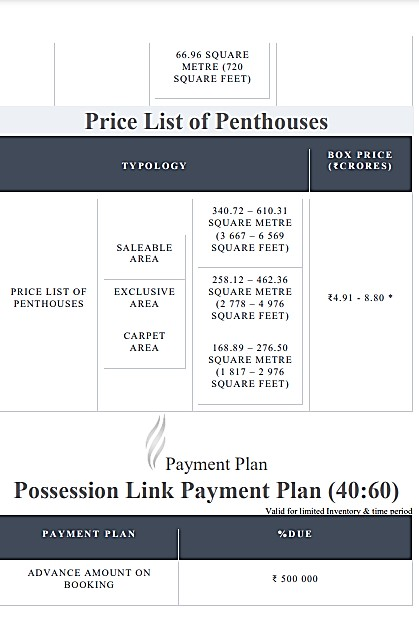 66.96 SQUARE
METRE (720
SQUARE FEET)
Price List of Penthouses
TYPOLOGY
BOX PRICE
(₹CRORES)
PRICE LIST OF
PENTHOUSES
SALEABLE
AREA
340.72 – 610.31
SQUARE METRE
(3 667 – 6 569
SQUARE FEET)
EXCLUSIVE
AREA
258.12 – 462.36
SQUARE METRE
(2 778 – 4 976
SQUARE FEET)
CARPET
AREA
168.89 – 276.50
SQUARE METRE
(1 817 – 2 976
SQUARE FEET)
₹4.91 - 8.80 *
Payment Plan
Possession Link Payment Plan (40:60)
Valid for limited Inventory & time period
PAYMENT PLAN
%DUE
ADVANCE AMOUNT ON
BOOKING
₹ 500 000